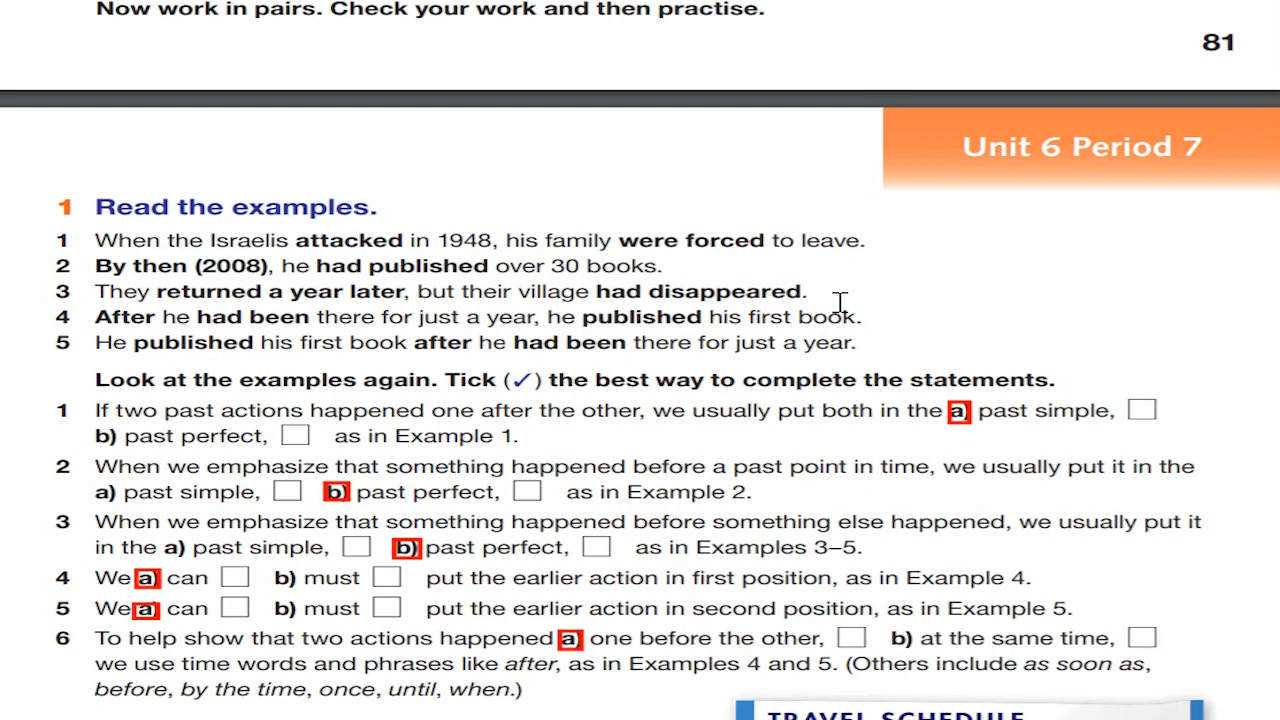 Now work in pairs. Check your work and then practise.
81
Unit 6 Period 7
1 Read the examples.
1 When the Israelis attacked in 1948, his family were forced to leave.
2 By then (2008), he had published over 30 books.
3 They returned a year later, but their village had disappeared.
4 After he had been there for just a year, he published his first book.
5 He published his first book after he had been there for just a year.
Look at the examples again. Tick (✓) the best way to complete the statements.
1 If two past actions happened one after the other, we usually put both in the a) past simple, □
b) past perfect, □ as in Example 1.
2 When we emphasize that something happened before a past point in time, we usually put it in the
a) past simple, □ b) past perfect, □ as in Example 2.
3 When we emphasize that something happened before something else happened, we usually put it
in the a) past simple, □ b) past perfect, □ as in Examples 3–5.
4 We a) can □ b) must □ put the earlier action in first position, as in Example 4.
5 We a) can □ b) must □ put the earlier action in second position, as in Example 5.
6 To help show that two actions happened a) one before the other, □ b) at the same time, □
we use time words and phrases like after, as in Examples 4 and 5. (Others include as soon as,
before, by the time, once, until, when.)
TRAVEL SCHEDULE